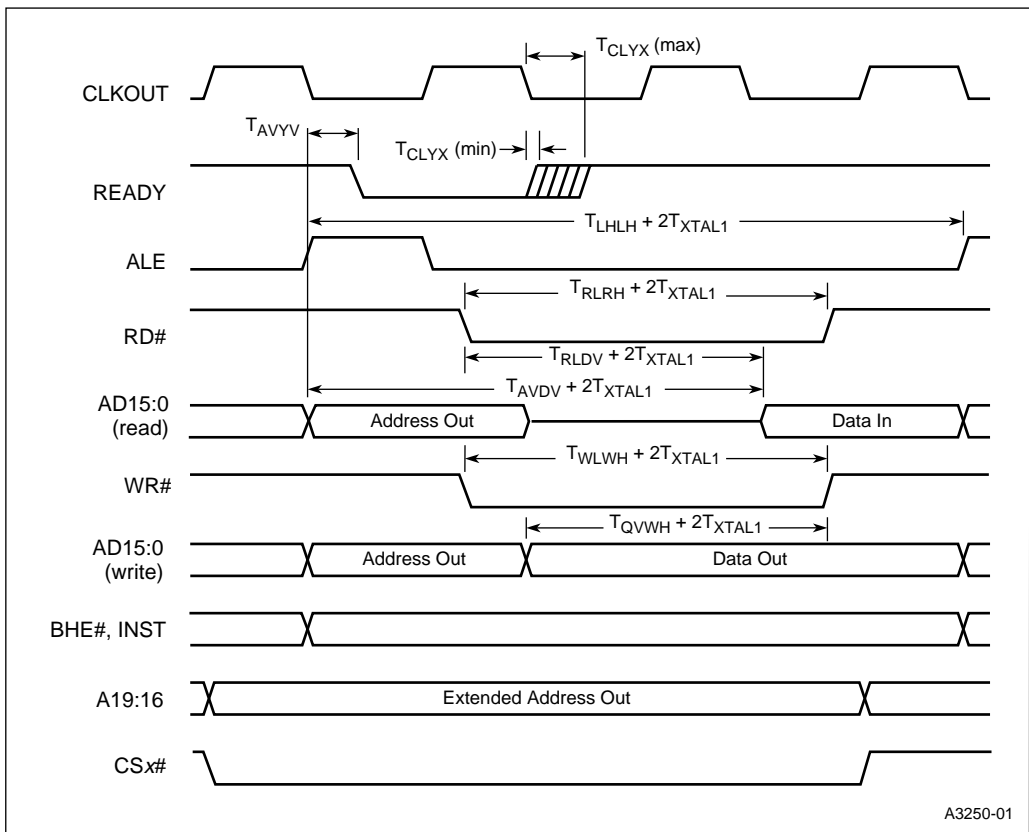 T_CLYX (max)
CLKOUT
T_AVYV
T_CLYX (min)
READY
T_LHLH + 2T_XTAL1
ALE
T_RLRH + 2T_XTAL1
RD#
T_RLDV + 2T_XTAL1
T_AVDV + 2T_XTAL1
AD15:0
(read)
Address Out
Data In
T_WLWH + 2T_XTAL1
WR#
T_QVWH + 2T_XTAL1
AD15:0
(write)
Address Out
Data Out
BHE#, INST
A19:16
Extended Address Out
CSx#
A3250-01